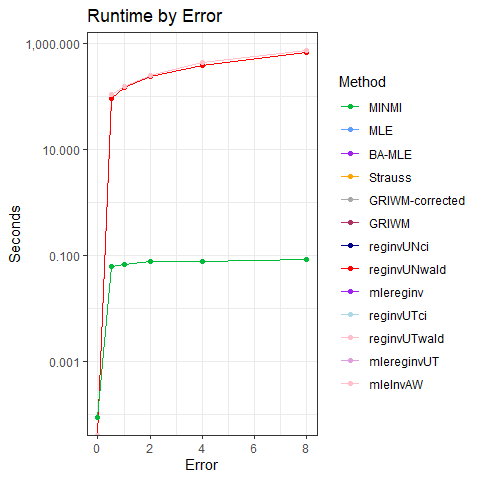 Runtime by Error
1,000.000
10.000
0.100
0.001
Seconds
0
2
4
6
8
Error
Method
MINMI
MLE
BA-MLE
Strauss
GRIWM-corrected
GRIWM
reginvUNci
reginvUNwald
mlereginv
reginvUTci
reginvUTwald
mlereginvUT
mleInvAW